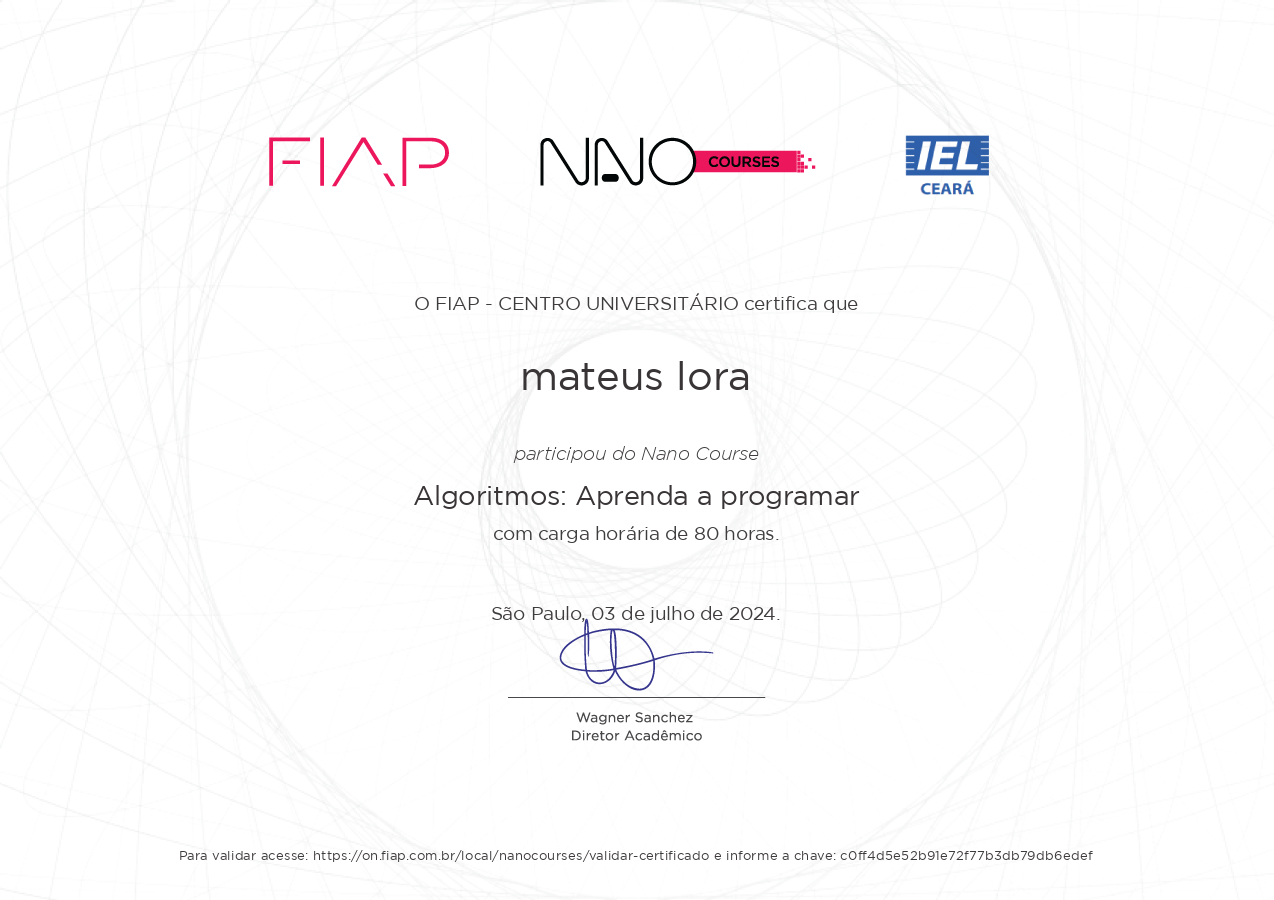 FIAP
NANO COURSES
IEL
CEARÁ
O FIAP - CENTRO UNIVERSITÁRIO certifica que
mateus lora
participou do Nano Course
Algoritmos: Aprenda a programar
com carga horária de 80 horas.
São Paulo, 03 de julho de 2024.
Wagner Sanchez
Diretor Acadêmico
Para validar acesse: https://on.fiap.com.br/local/nanocourses/validar-certificado e informe a chave: c0ff4d5e52b91e72f77b3db79db6edef